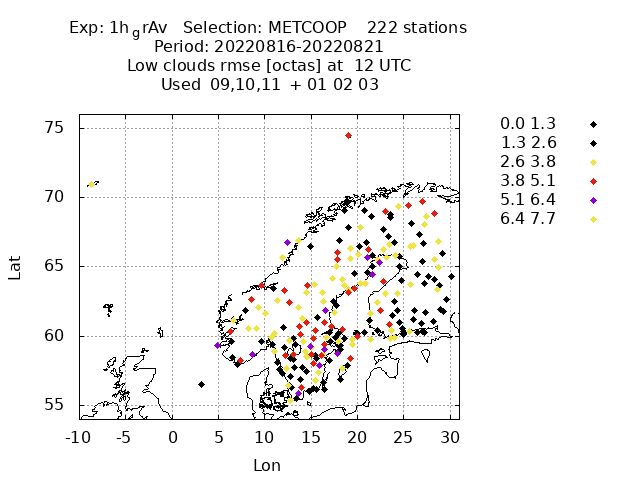 Exp: 1h grAv Selection: METCOOP 222 stations
Period: 20220816-20220821
Low clouds rmse [octas] at 12 UTC
Used 09,10,11 + 01 02 03
75
70
65
60
55
Lat
-10 -5 0 5 10 15 20 25 30
Lon
0.0 1.3
1.3 2.6
2.6 3.8
3.8 5.1
5.1 6.4
6.4 7.7